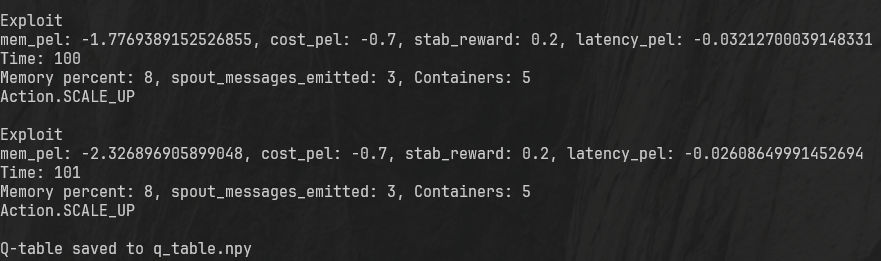 Exploit
mem_pel: -1.7769389152526855, cost_pel: -0.7, stab_reward: 0.2, latency_pel: -0.03212700039148331
Time: 100
Memory percent: 8, spout_messages_emitted: 3, Containers: 5
Action.SCALE_UP
Exploit
mem_pel: -2.326896905899048, cost_pel: -0.7, stab_reward: 0.2, latency_pel: -0.02608649991452694
Time: 101
Memory percent: 8, spout_messages_emitted: 3, Containers: 5
Action.SCALE_UP
Q-table saved to q_table.npy